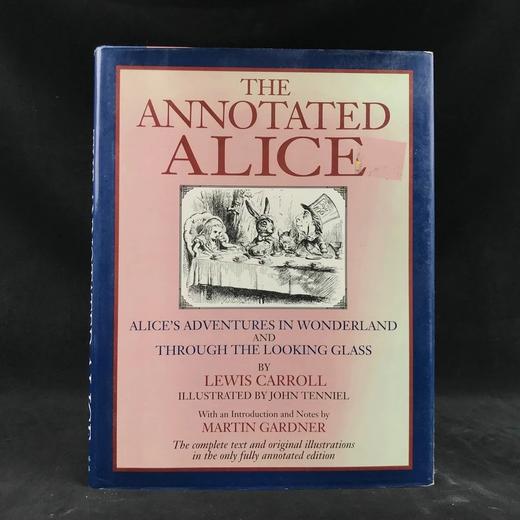 THE
ANNOTATED
ALICE
ALICE'S ADVENTURES IN WONDERLAND
AND
THROUGH THE LOOKING GLASS
BY
LEWIS CARROLL
ILLUSTRATED BY JOHN TENNIEL
With an Introduction and Notes by
MARTIN GARDNER
The complete text and original illustrations
in the only fully annotated edition